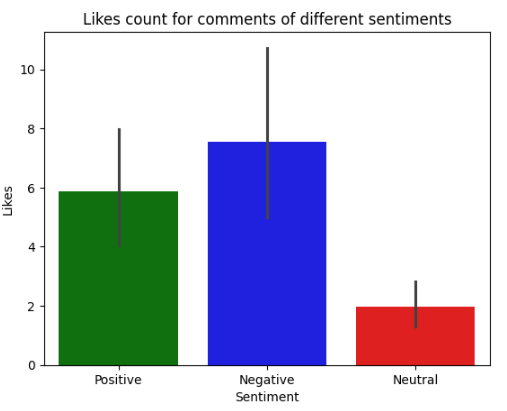 Likes count for comments of different sentiments
Likes
10
8
6
4
2
0
Positive Negative Neutral
Sentiment